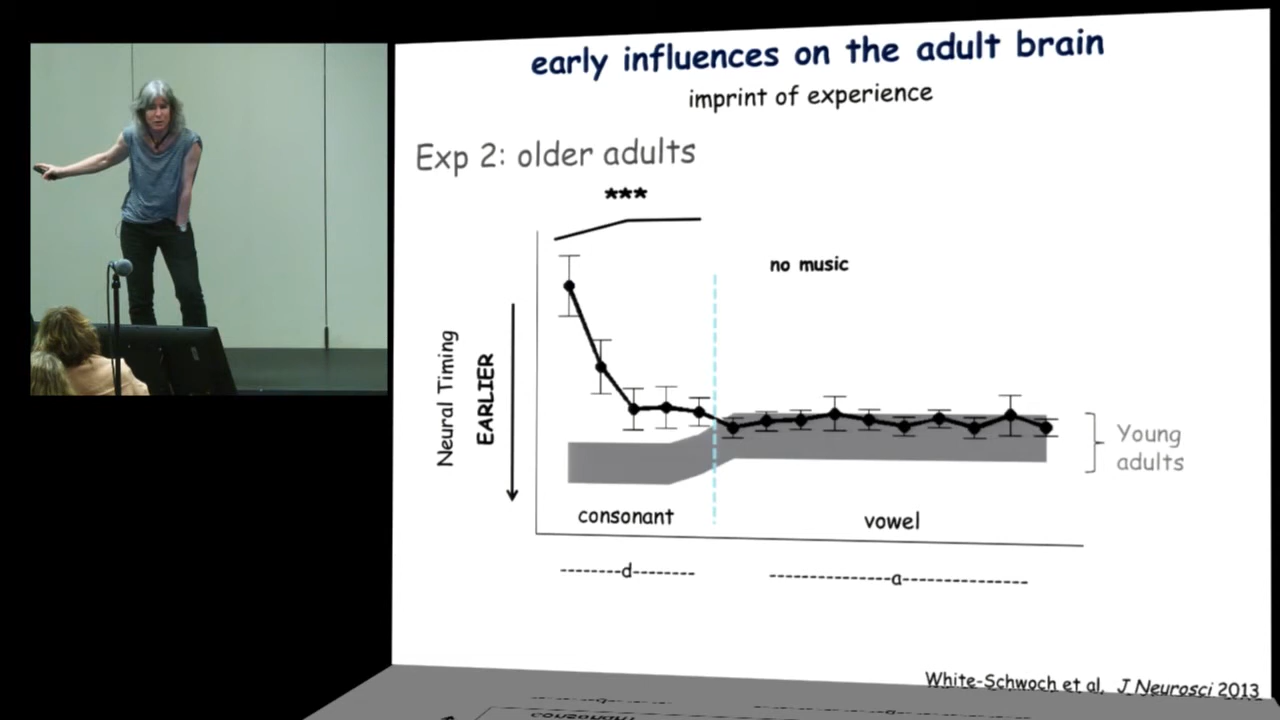 early influences on the adult brain
imprint of experience
Exp 2: older adults
***
no music
Neural Timing
EARLIER
Young
adults
consonant
vowel
--------d--------
----------------a----------------
White-Schwoch et al, J Neurosci 2013
consonant